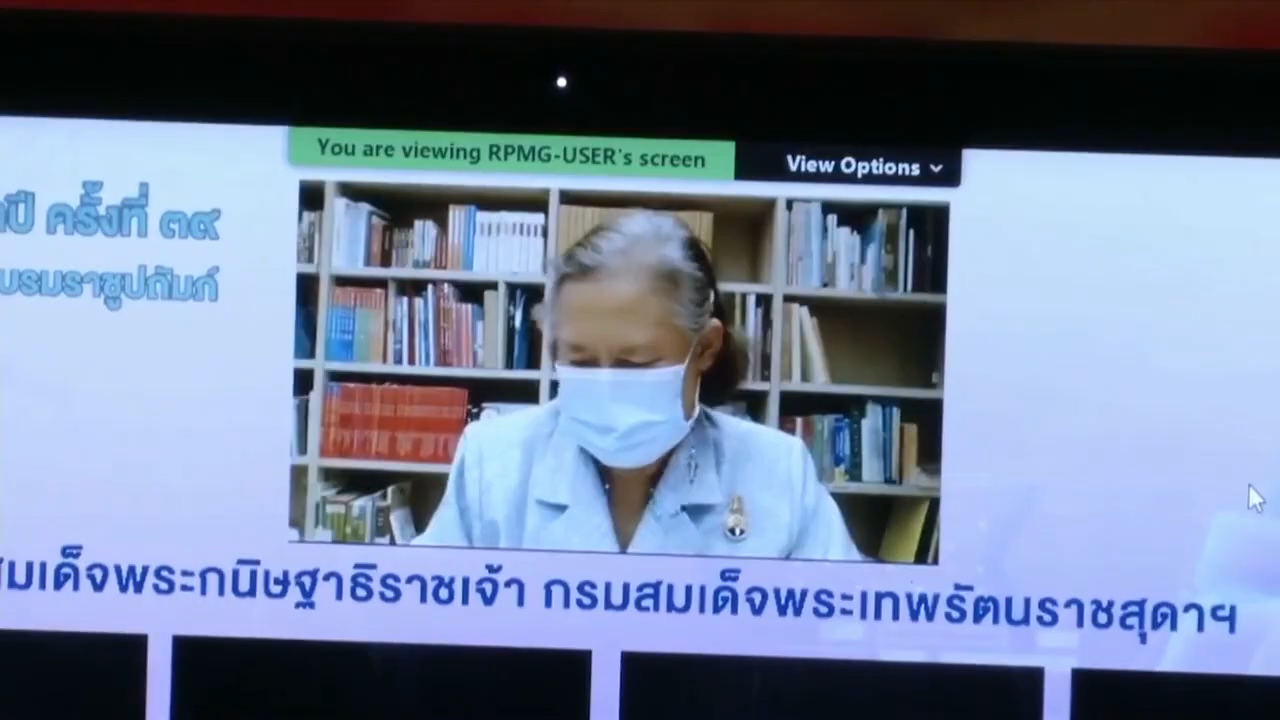 You are viewing RPMG-USER's screen
View Options
ปี ครั้งที่ ๓๙
บรมราชูปถัมภ์
สมเด็จพระกนิษฐาธิราชเจ้า กรมสมเด็จพระเทพรัตนราชสุดาฯ